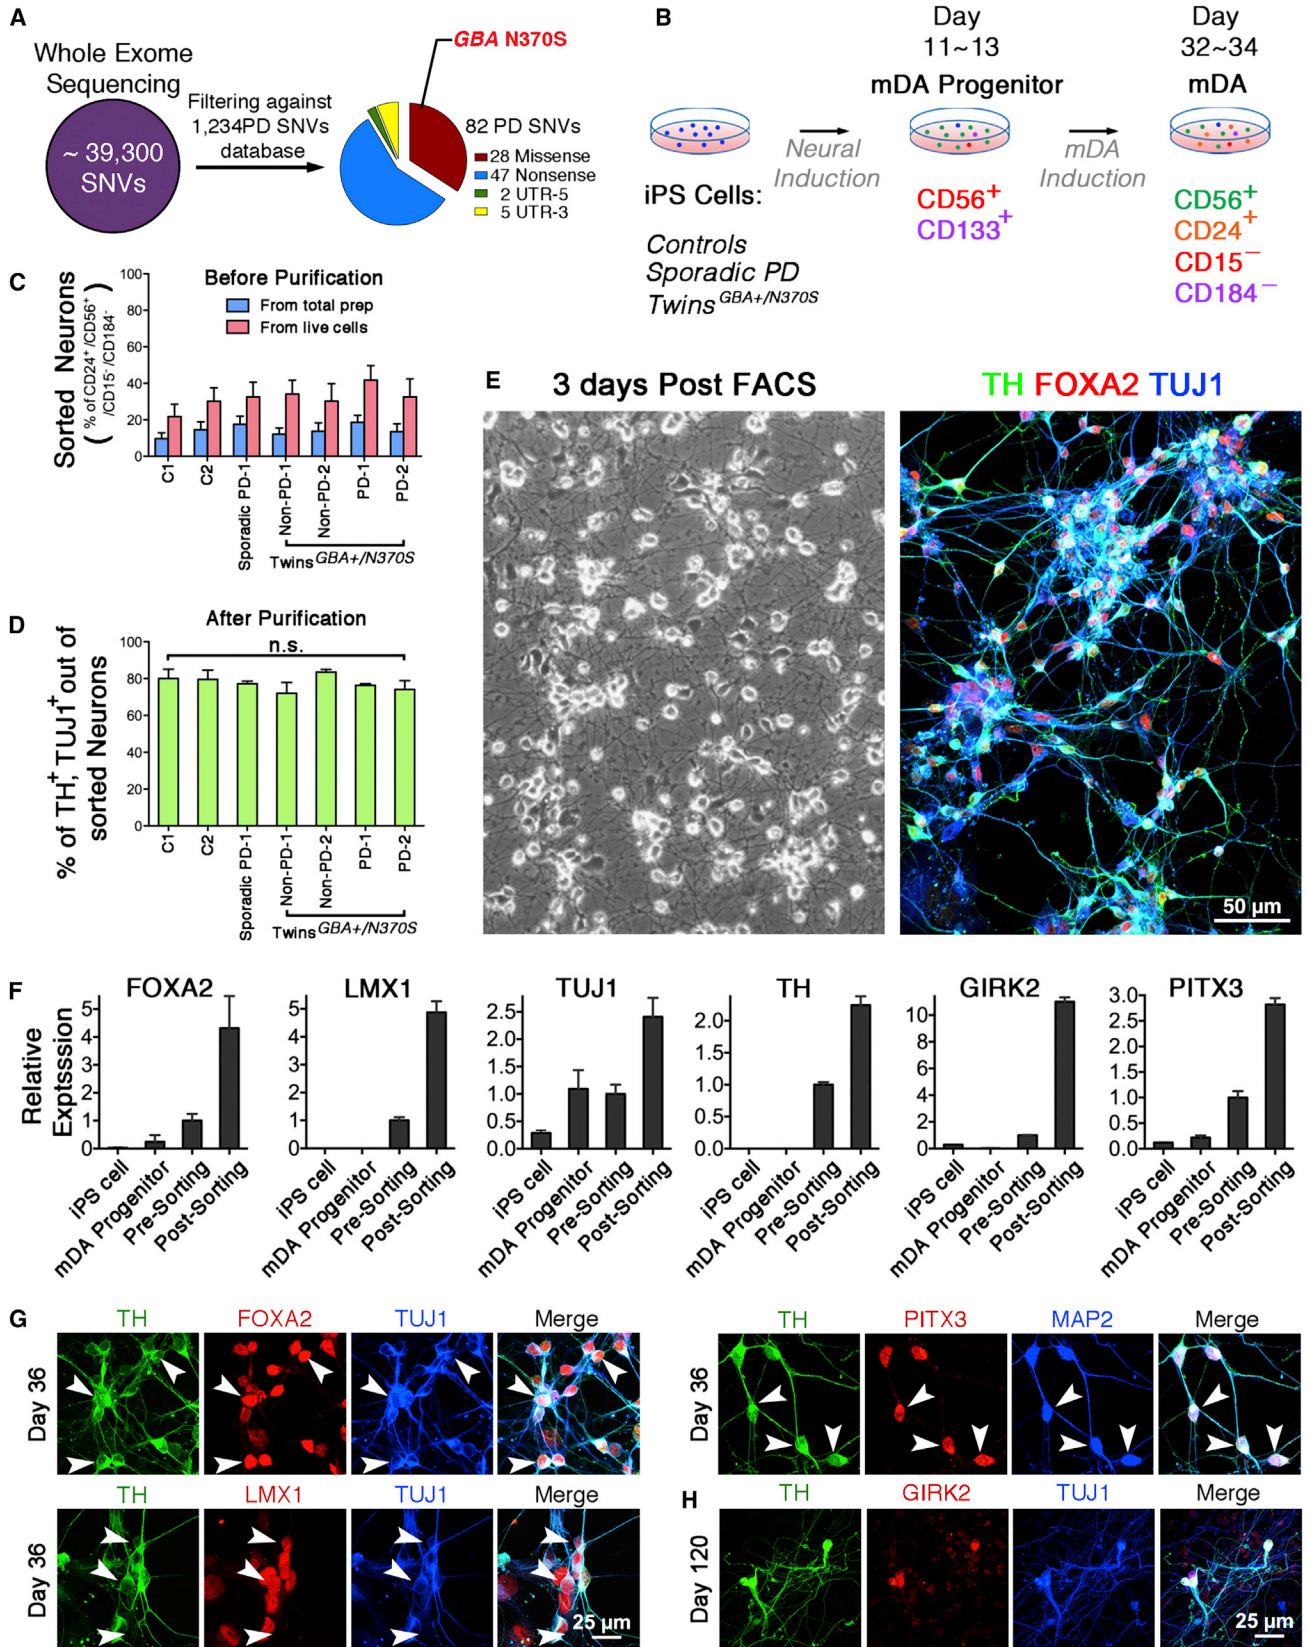 A
Whole Exome
Sequencing
~ 39,300
SNVs
Filtering against
1,234PD SNVs
database
GBA N370S
82 PD SNVs
28 Missense
47 Nonsense
2 UTR-5
5 UTR-3
B
Day
11~13
mDA Progenitor
Day
32~34
mDA
Neural
Induction
mDA
Induction
iPS Cells:
Controls
Sporadic PD
Twins GBA+/N370S
CD56+
CD133+
CD56+
CD24+
CD15−
CD184−
C
Before Purification
From total prep
From live cells
Sorted Neurons
( % of CD24+ /CD56+
/CD15- /CD184- )
100
80
60
40
20
0
C1
C2
Sporadic PD-1
Non-PD-1
Non-PD-2
PD-1
PD-2
Twins GBA+/N370S
D
After Purification
n.s.
% of TH+, TUJ1+ out of
sorted Neurons
100
80
60
40
20
0
C1
C2
Sporadic PD-1
Non-PD-1
Non-PD-2
PD-1
PD-2
Twins GBA+/N370S
E
3 days Post FACS
TH FOXA2 TUJ1
50 µm
F
Relative
Exptsssion
FOXA2
5
4
3
2
1
0
iPS cell
mDA Progenitor
Pre-Sorting
Post-Sorting
LMX1
5
4
3
2
1
0
iPS cell
mDA Progenitor
Pre-Sorting
Post-Sorting
TUJ1
2.5
2.0
1.5
1.0
0.5
0.0
iPS cell
mDA Progenitor
Pre-Sorting
Post-Sorting
TH
2.0
1.5
1.0
0.5
0.0
iPS cell
mDA Progenitor
Pre-Sorting
Post-Sorting
GIRK2
10
8
6
4
2
0
iPS cell
mDA Progenitor
Pre-Sorting
Post-Sorting
PITX3
3.0
2.5
2.0
1.5
1.0
0.5
0.0
iPS cell
mDA Progenitor
Pre-Sorting
Post-Sorting
G
TH
FOXA2
TUJ1
Merge
Day 36
TH
PITX3
MAP2
Merge
Day 36
TH
LMX1
TUJ1
Merge
Day 36
25 µm
H
TH
GIRK2
TUJ1
Merge
Day 120
25 µm